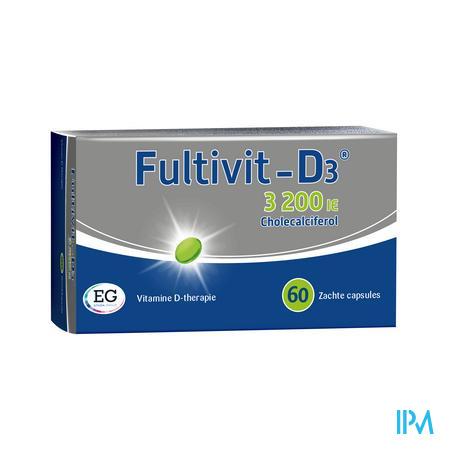 Fultivit-D3®
3 200 IE
Cholecalciferol
EG
Vitamine D-therapie
60 Zachte capsules
IPM